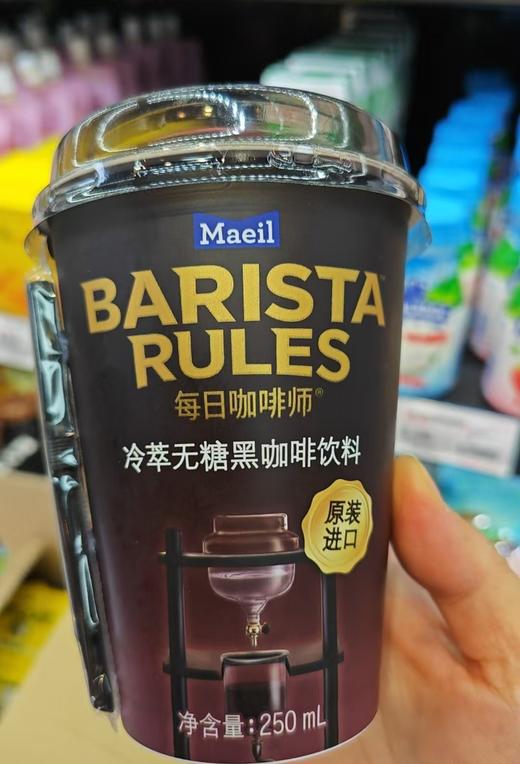 Maeil
BARISTA™
RULES
每日咖啡师®
冷萃无糖黑咖啡饮料
原装
进口
净含量:250 mL